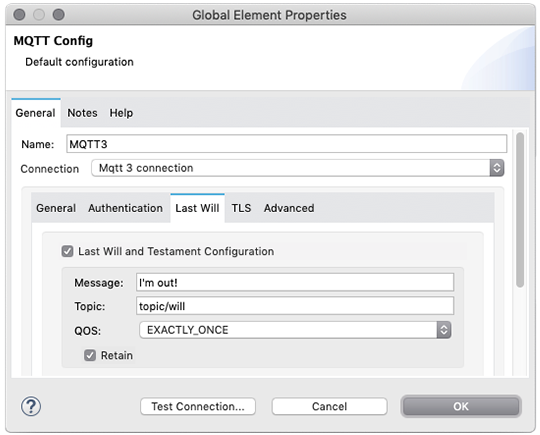 Global Element Properties
MQTT Config
Default configuration
General Notes Help
Name: MQTT3
Connection Mqtt 3 connection
General Authentication Last Will TLS Advanced
Last Will and Testament Configuration
Message: I'm out!
Topic: topic/will
QOS: EXACTLY_ONCE
Retain
? Test Connection... Cancel OK